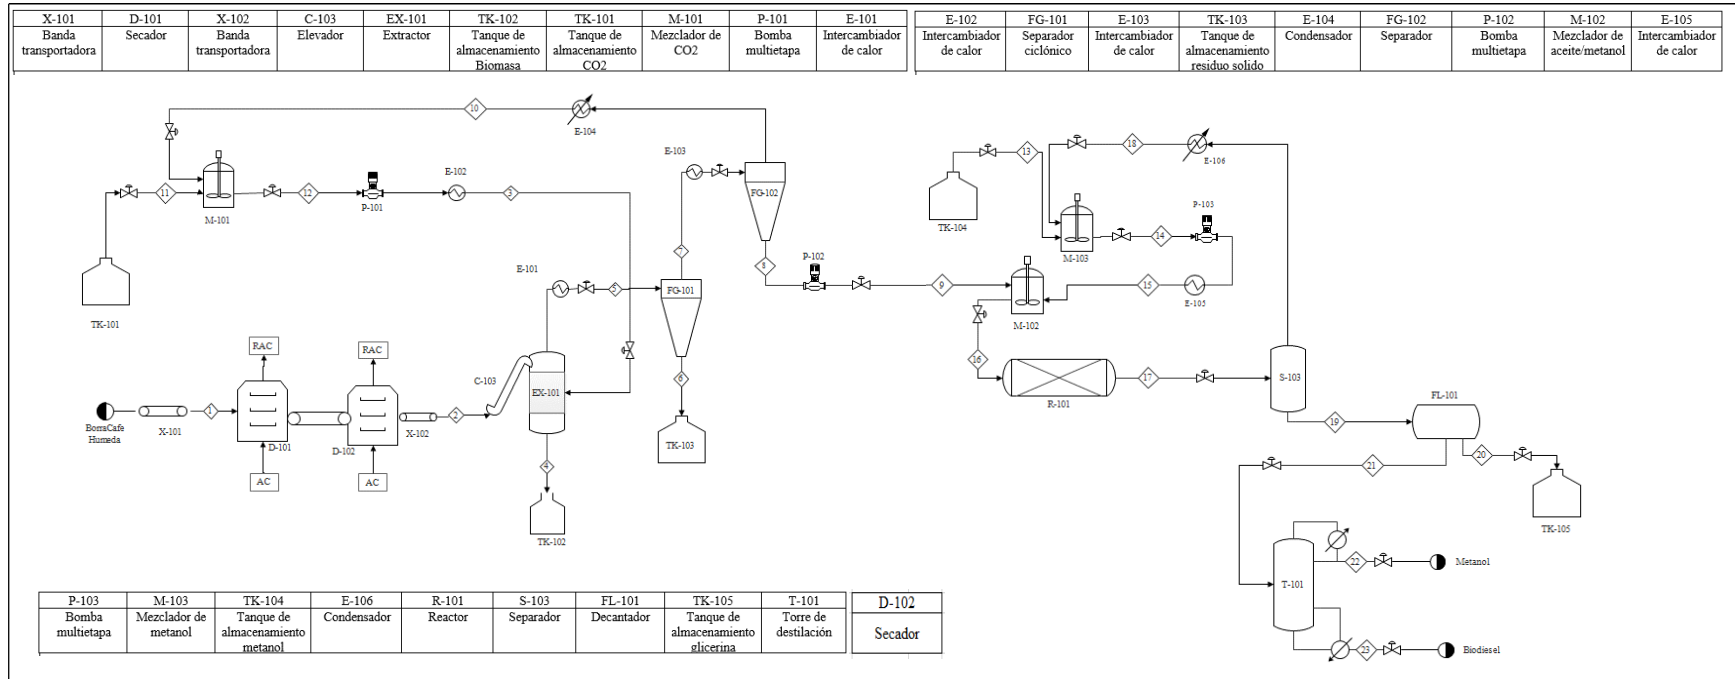 X-101 D-101 X-102 C-103 EX-101 TK-102 TK-101 M-101 P-101 E-101
Banda Secador Banda Elevador Extractor Tanque de Tanque de Mezclador de Bomba Intercambiador
transportadora transportadora almacenamiento almacenamiento CO2 multietapa de calor
Biomasa CO2
E-102 FG-101 E-103 TK-103 E-104 FG-102 P-102 M-102 E-105
Intercambiador Separador Intercambiador Tanque de Condensador Separador Bomba Mezclador de Intercambiador
de calor ciclónico de calor almacenamiento multietapa aceite/metanol de calor
residuo solido
10
E-104
E-103
FG-102
E-102
11
M-101
12
P-101
3
TK-101
7
8
E-101
5
FG-101
P-102
9
TK-104
13
18
E-106
M-103
14
P-103
15
E-105
M-102
16
R-101
17
S-103
19
FL-101
20
21
TK-105
RAC
RAC
C-103
EX-101
6
TK-103
BorraCafe
Humeda
X-101
1
D-101
D-102
X-102
2
AC
AC
4
TK-102
T-101
22
Metanol
23
Biodiesel
P-103 M-103 TK-104 E-106 R-101 S-103 FL-101 TK-105 T-101
Bomba Mezclador de Tanque de Condensador Reactor Separador Decantador Tanque de Torre de
multietapa metanol almacenamiento almacenamiento destilación
metanol glicerina
D-102
Secador